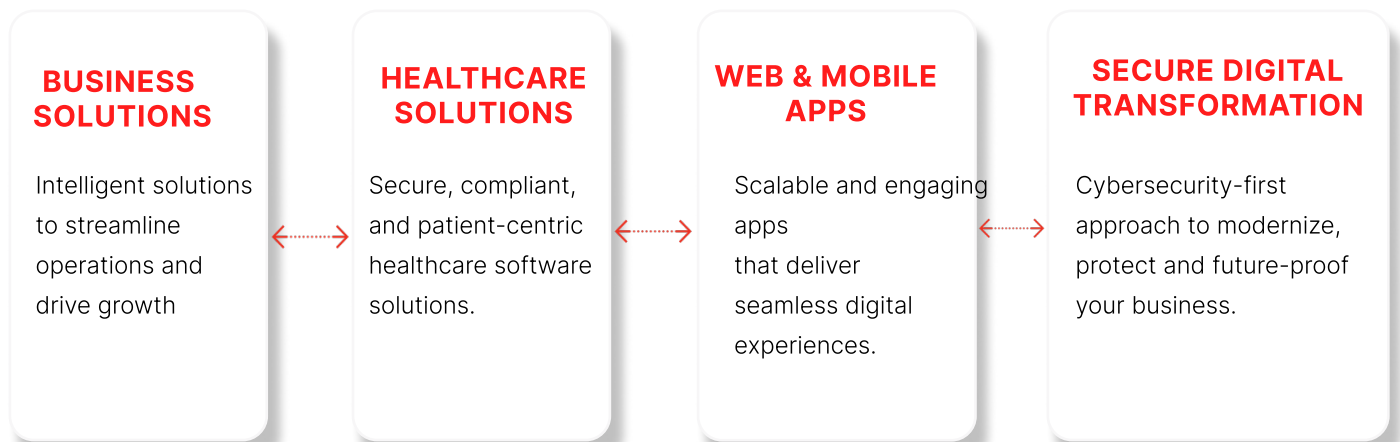 BUSINESS
SOLUTIONS
Intelligent solutions
to streamline
operations and
drive growth
HEALTHCARE
SOLUTIONS
Secure, compliant,
and patient-centric
healthcare software
solutions.
WEB & MOBILE
APPS
Scalable and engaging
apps
that deliver
seamless digital
experiences.
SECURE DIGITAL
TRANSFORMATION
Cybersecurity-first
approach to modernize,
protect and future-proof
your business.